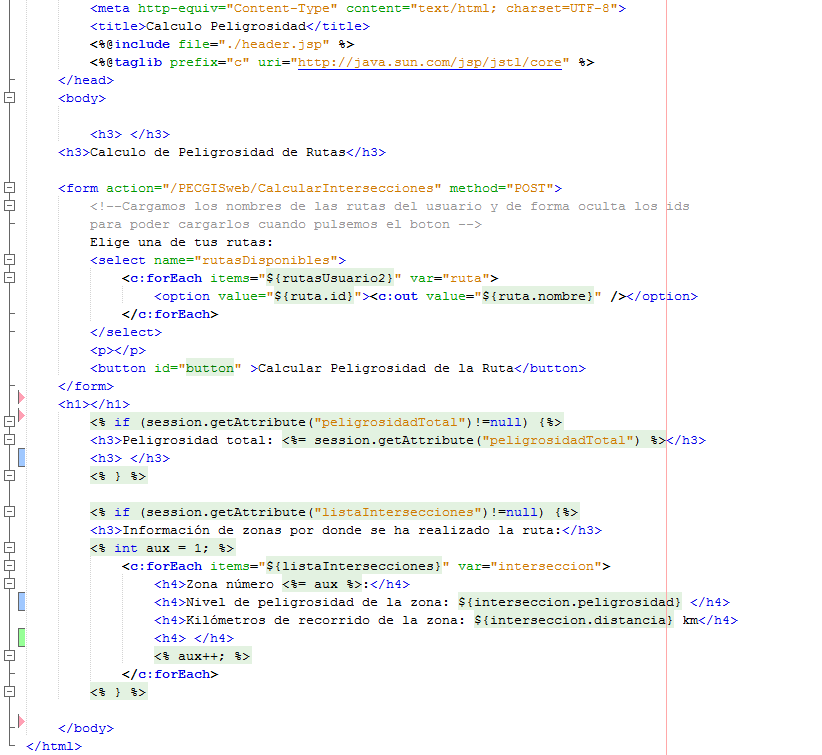 <meta http-equiv="Content-Type" content="text/html; charset=UTF-8">
<title>Calculo Peligrosidad</title>
<%@include file="./header.jsp" %>
<%@taglib prefix="c" uri="http://java.sun.com/jsp/jstl/core" %>
</head>
<body>
<h3> </h3>
<h3>Calculo de Peligrosidad de Rutas</h3>
<form action="/PECGISweb/CalcularIntersecciones" method="POST">
<!--Cargamos los nombres de las rutas del usuario y de forma oculta los ids
para poder cargarlos cuando pulsemos el boton -->
Elige una de tus rutas:
<select name="rutasDisponibles">
<c:forEach items="${rutasUsuario2}" var="ruta">
<option value="${ruta.id}"><c:out value="${ruta.nombre}" /></option>
</c:forEach>
</select>
<p></p>
<button id="button" >Calcular Peligrosidad de la Ruta</button>
</form>
<h1></h1>
<% if (session.getAttribute("peligrosidadTotal")!=null) {%>
<h3>Peligrosidad total: <%= session.getAttribute("peligrosidadTotal") %></h3>
<h3> </h3>
<% } %>
<% if (session.getAttribute("listaIntersecciones")!=null) {%>
<h3>Información de zonas por donde se ha realizado la ruta:</h3>
<% int aux = 1; %>
<c:forEach items="${listaIntersecciones}" var="interseccion">
<h4>Zona número <%= aux %>:</h4>
<h4>Nivel de peligrosidad de la zona: ${interseccion.peligrosidad} </h4>
<h4>Kilómetros de recorrido de la zona: ${interseccion.distancia} km</h4>
<h4> </h4>
<% aux++; %>
</c:forEach>
<% } %>
</body>
</html>